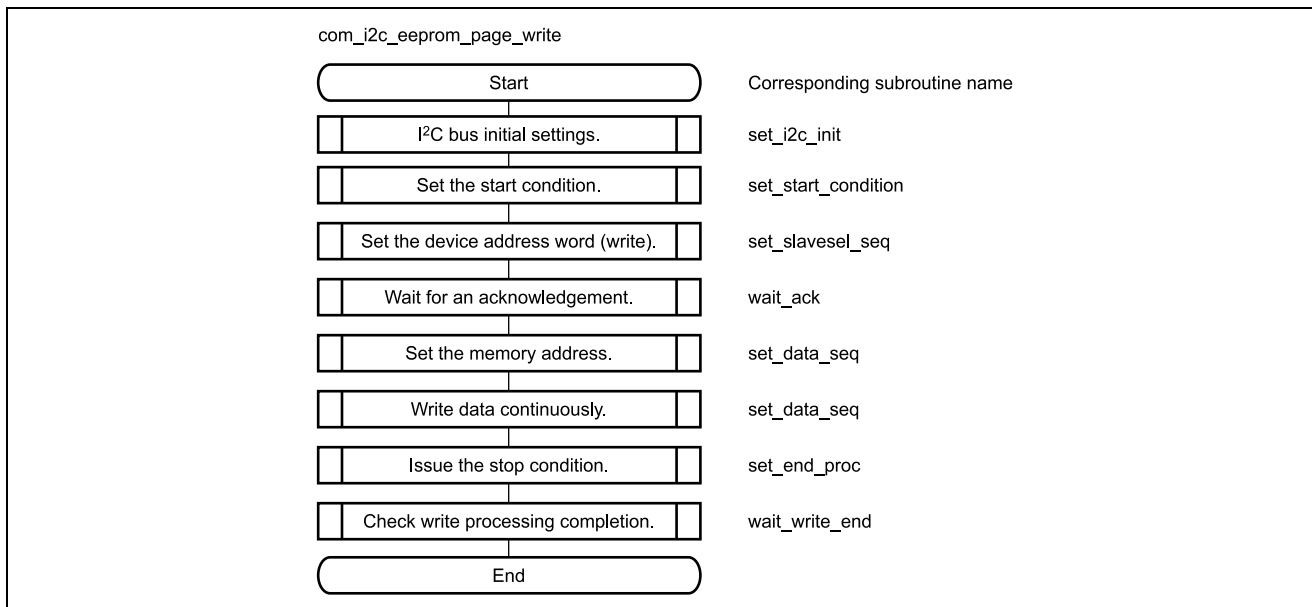 com_i2c_eeprom_page_write
Start Corresponding subroutine name
I²C bus initial settings. set_i2c_init
Set the start condition. set_start_condition
Set the device address word (write). set_slavesel_seq
Wait for an acknowledgement. wait_ack
Set the memory address. set_data_seq
Write data continuously. set_data_seq
Issue the stop condition. set_end_proc
Check write processing completion. wait_write_end
End